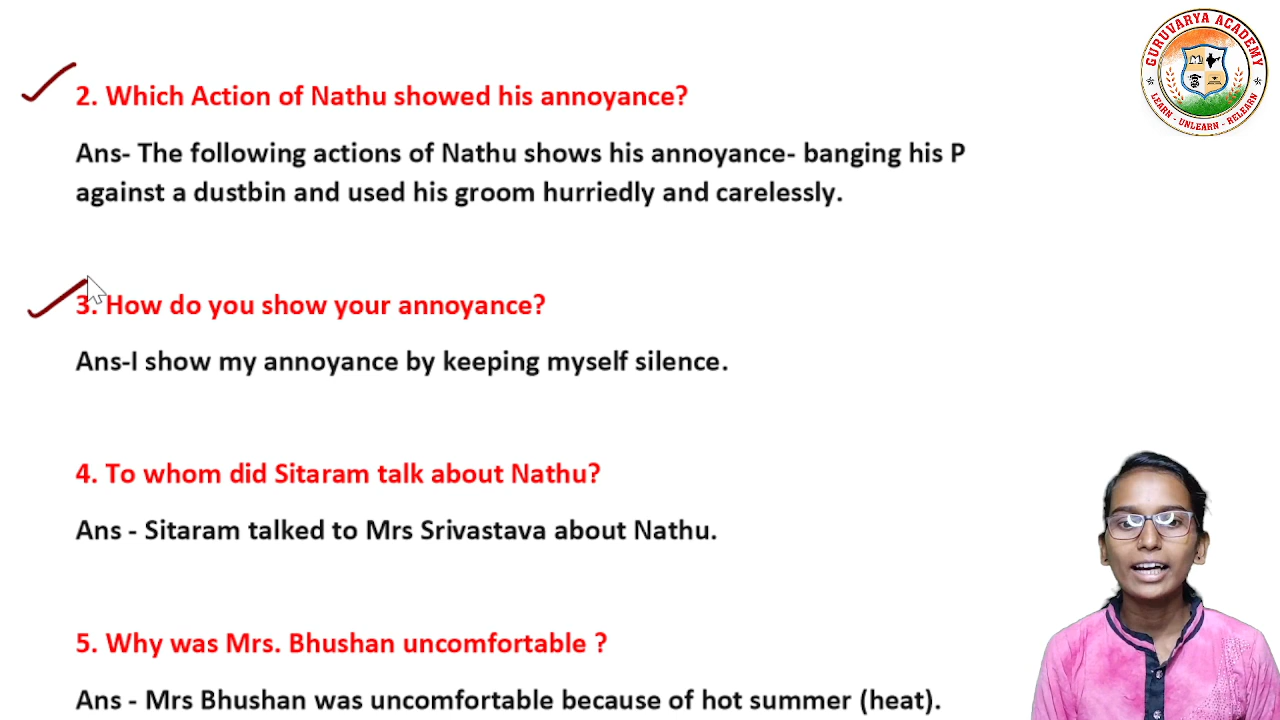 GURUVARYA ACADEMY
LEARN - UNLEARN - RELEARN
2. Which Action of Nathu showed his annoyance?
Ans- The following actions of Nathu shows his annoyance- banging his P
against a dustbin and used his groom hurriedly and carelessly.
3. How do you show your annoyance?
Ans-I show my annoyance by keeping myself silence.
4. To whom did Sitaram talk about Nathu?
Ans - Sitaram talked to Mrs Srivastava about Nathu.
5. Why was Mrs. Bhushan uncomfortable ?
Ans - Mrs Bhushan was uncomfortable because of hot summer (heat).